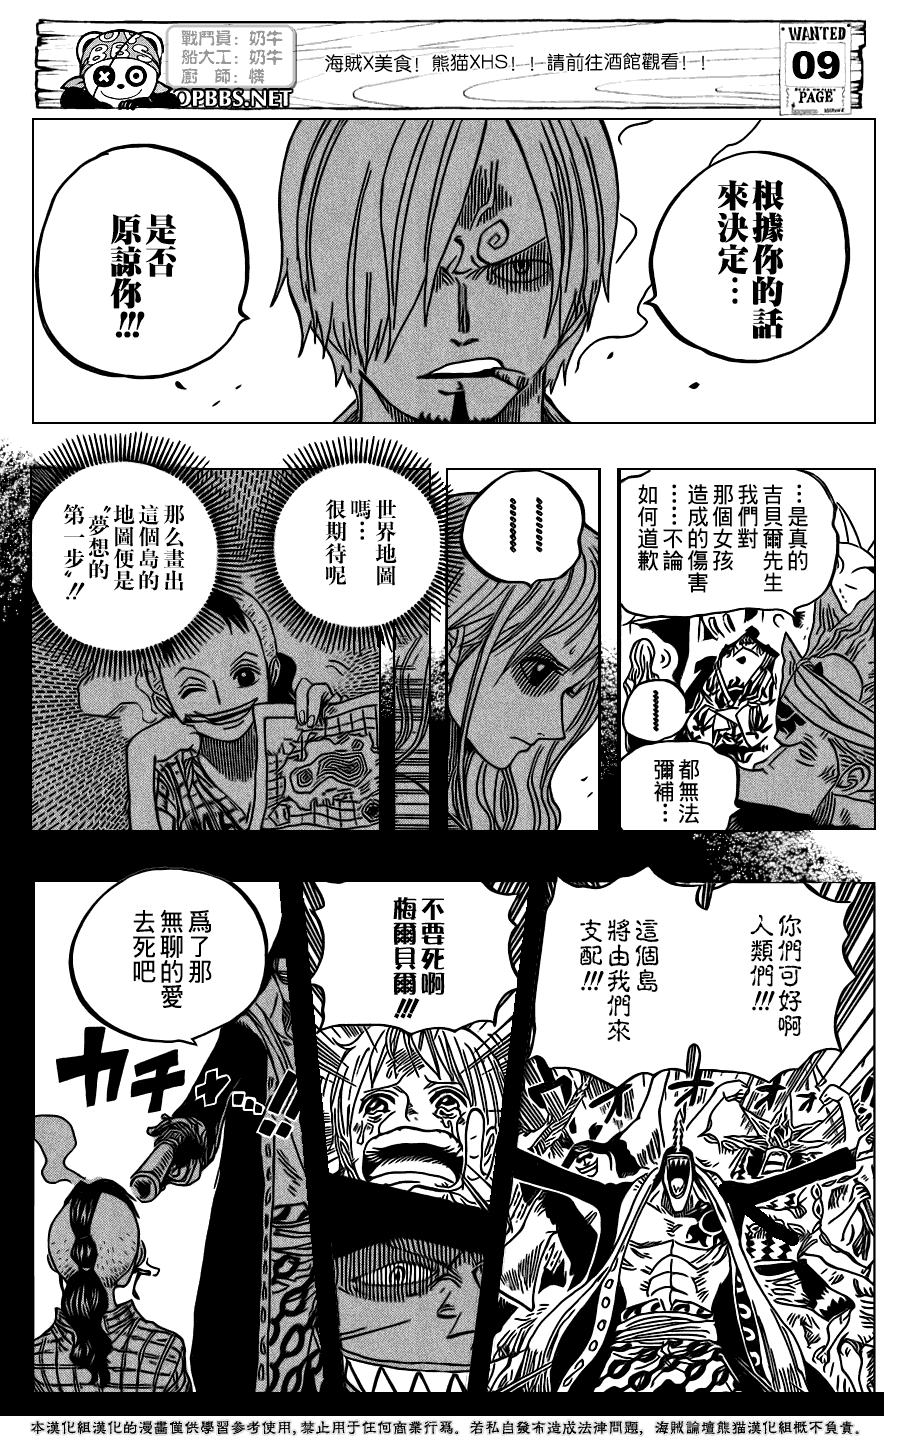 戰鬥員：奶牛
船大工：奶牛
廚　師：憐
OPBBS.NET
海賊X美食！熊猫XHS！！請前往酒館觀看！！
WANTED
09
PAGE
根據你的話
來決定…
是否
原諒你!!!
…是真的
吉貝爾先生
我們對
那個女孩
造成的傷害
……不論
如何道歉
都無法
彌補…
…………
…………
世界地圖
嗎…
很期待呢
那么畫出
這個島的
地圖便是
〝夢想的
第一步〞!!
你們可好啊
人類們!!!
這個島
將由我們來
支配!!!
オオオオ
不要死啊
梅爾貝爾!!!
爲了那
無聊的愛
去死吧
カチャ…!!
本漢化組漢化的漫畫僅供學習參考使用,禁止用于任何商業行爲。若私自發布造成法律問題，海賊論壇熊猫漢化組概不負責。